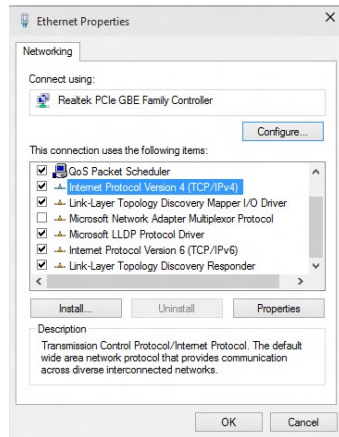 Ethernet Properties
Networking
Connect using:
Realtek PCIe GBE Family Controller
Configure...
This connection uses the following items:
QoS Packet Scheduler
Internet Protocol Version 4 (TCP/IPv4)
Link-Layer Topology Discovery Mapper I/O Driver
Microsoft Network Adapter Multiplexor Protocol
Microsoft LLDP Protocol Driver
Internet Protocol Version 6 (TCP/IPv6)
Link-Layer Topology Discovery Responder
Install... Uninstall Properties
Description
Transmission Control Protocol/Internet Protocol. The default
wide area network protocol that provides communication
across diverse interconnected networks.
OK Cancel